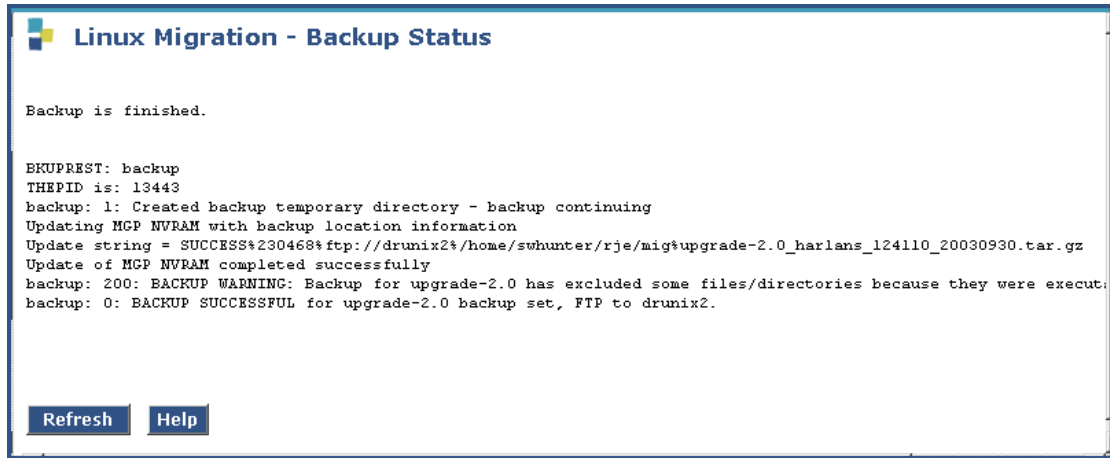 Linux Migration - Backup Status
Backup is finished.
BKUPREST: backup
THEPID is: 13443
backup: 1: Created backup temporary directory - backup continuing
Updating MGP NVRAM with backup location information
Update string = SUCCESS%230468%ftp://drunix2%/home/swhunter/rje/mig%upgrade-2.0_harlans_124110_20030930.tar.gz
Update of MGP NVRAM completed successfully
backup: 200: BACKUP WARNING: Backup for upgrade-2.0 has excluded some files/directories because they were
backup: 0: BACKUP SUCCESSFUL for upgrade-2.0 backup set, FTP to drunix2.
Refresh Help